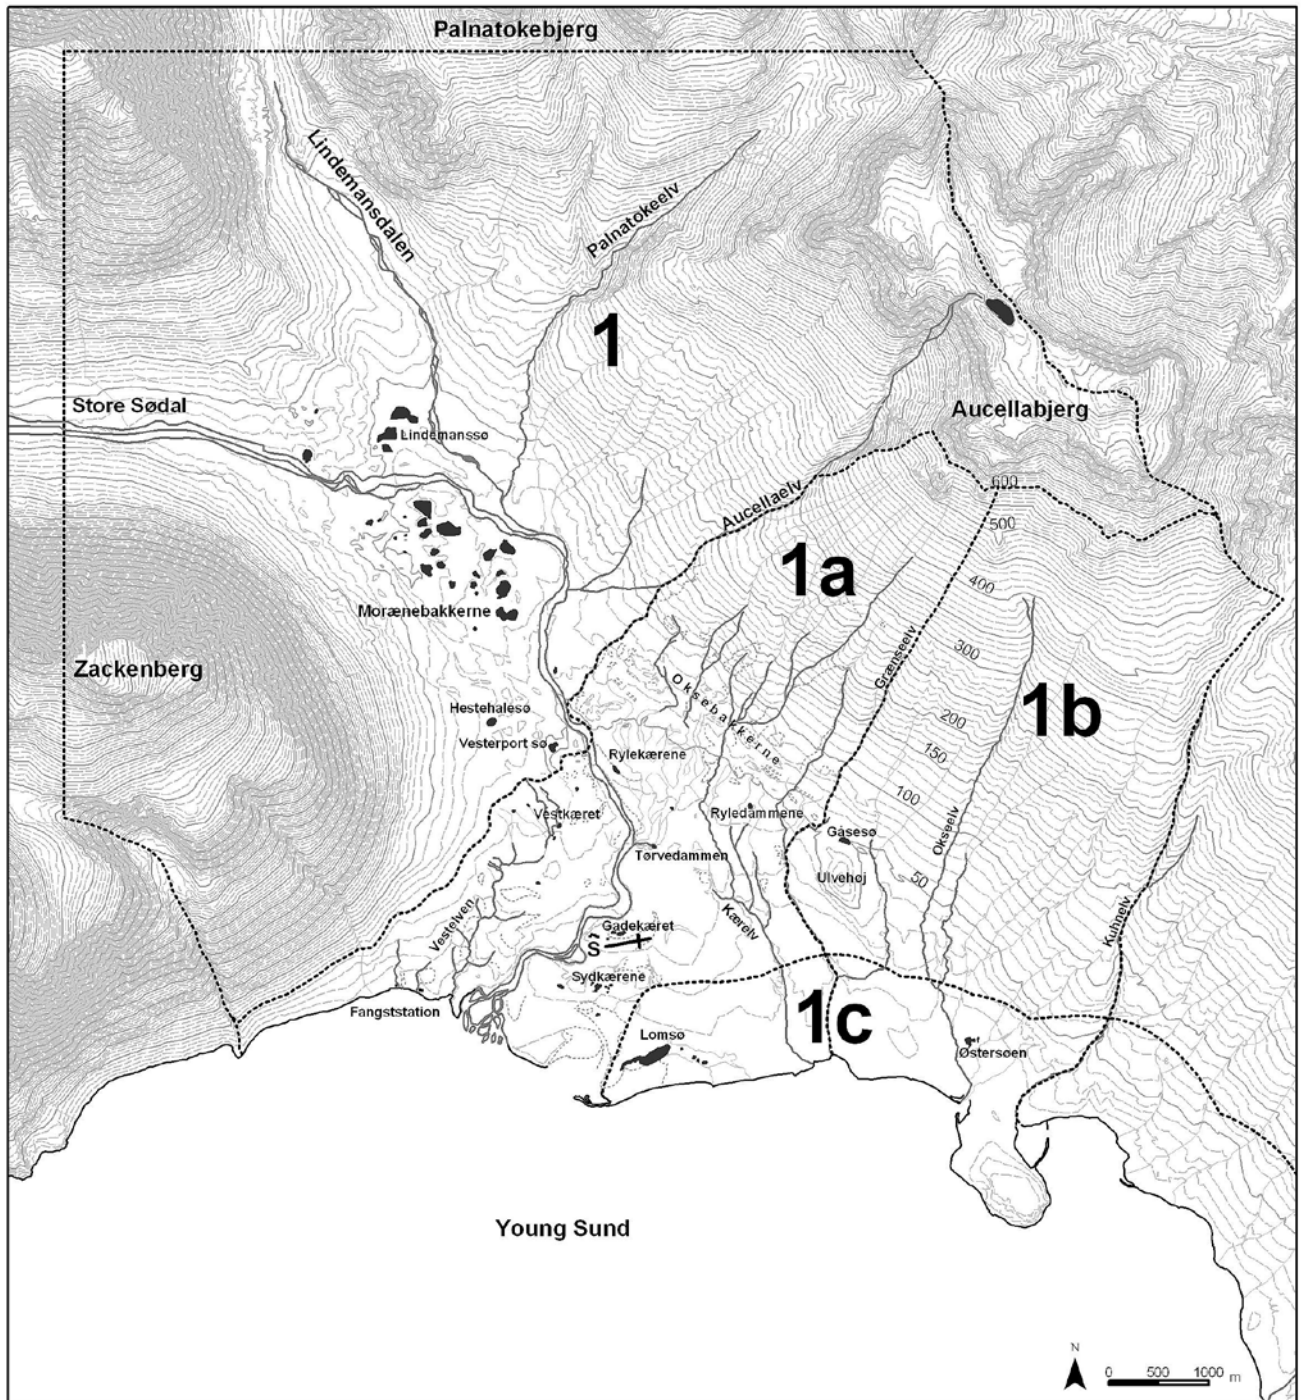 Palnatokebjerg
Lindemansdalen
Palnatokeelv
1
Store Sødal
Aucellabjerg
Lindemanssø
600
Aucellaelv
500
1a
400
Morænebakkerne
Zackenberg
300
Grænseelv
Oksebakkerne
1b
Hestehalesø
200
Vesterport sø
150
Rylekærene
100
Vestkæret
Ryledammene
Gåsesø
Okseelv
Tørvedammen
Ulvehøj
50
Vestelven
Kærelv
Kuhnelv
Gadekæret
S
Sydkærene
Fangststation
1c
Lomsø
Østersøen
Young Sund
N
0 500 1000 m